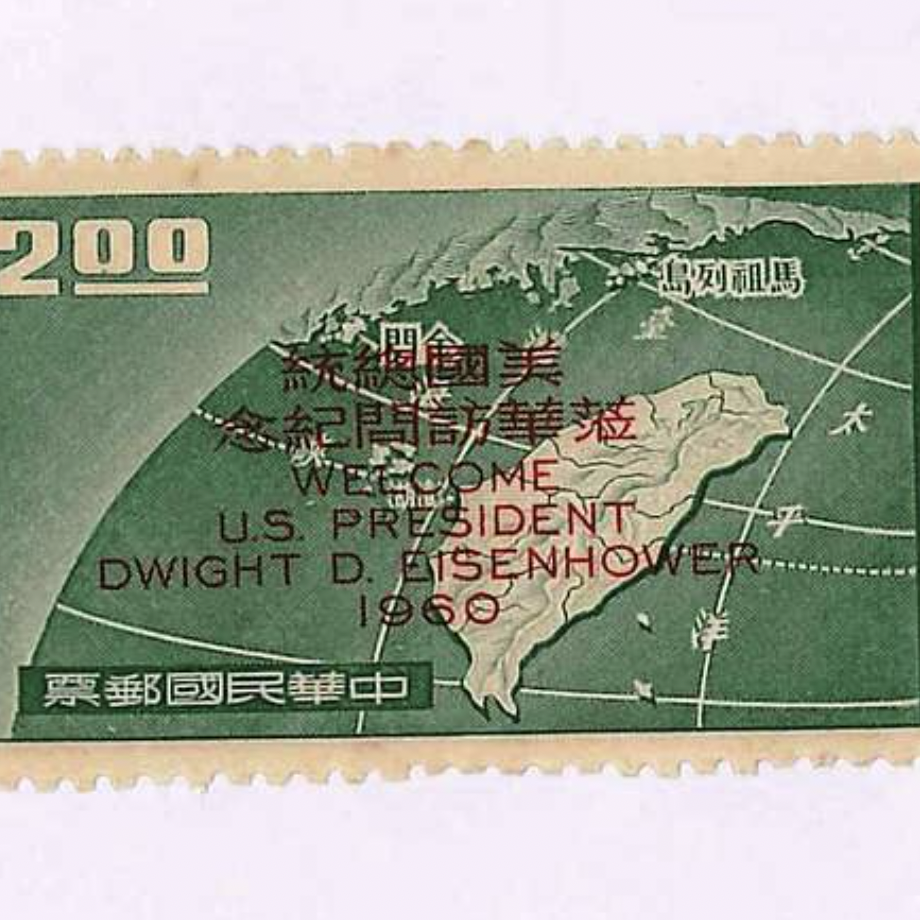 2.00
馬祖列島
金門
美國總統
蒞華訪問紀念
WELCOME
U.S. PRESIDENT
DWIGHT D. EISENHOWER
1960
太平洋
中華民國郵票